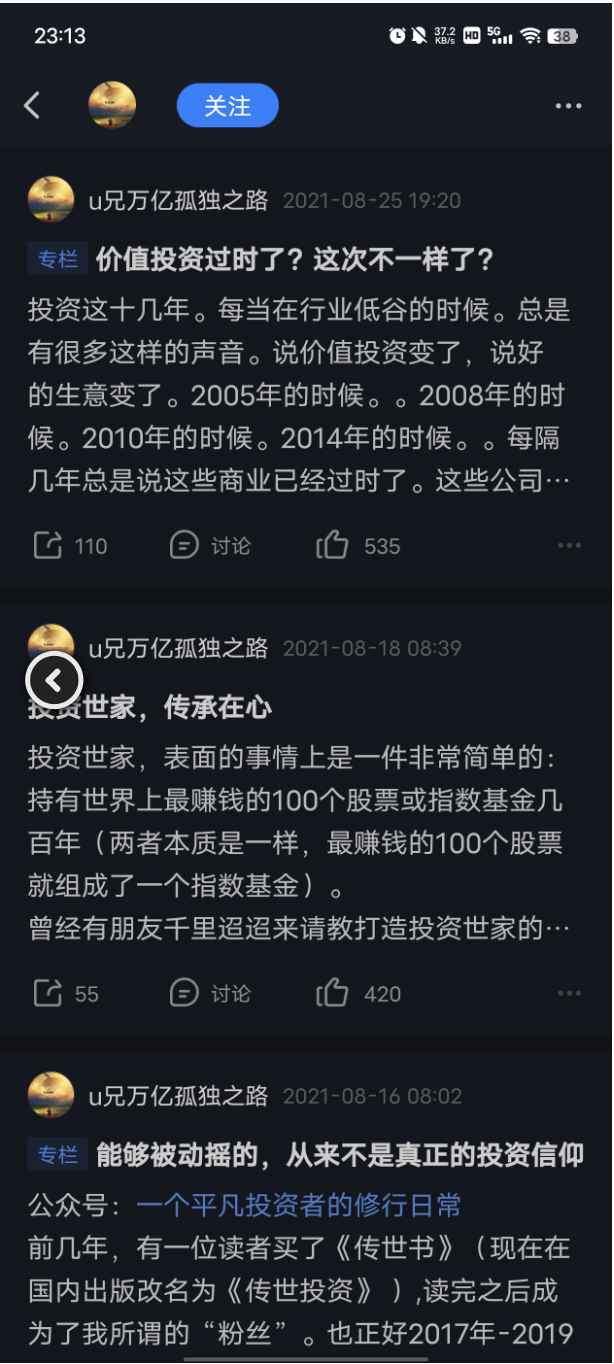 23:13
37.2 KB/s HD 5G 38
关注
u兄万亿孤独之路 2021-08-25 19:20
专栏 价值投资过时了？这次不一样了？
投资这十几年。每当在行业低谷的时候。总是
有很多这样的声音。说价值投资变了，说好
的生意变了。2005年的时候。。2008年的时
候。2010年的时候。2014年的时候。。每隔
几年总是说这些商业已经过时了。这些公司…
110 讨论 535
u兄万亿孤独之路 2021-08-18 08:39
投资世家，传承在心
投资世家，表面的事情上是一件非常简单的：
持有世界上最赚钱的100个股票或指数基金几
百年（两者本质是一样，最赚钱的100个股票
就组成了一个指数基金）。
曾经有朋友千里迢迢来请教打造投资世家的…
55 讨论 420
u兄万亿孤独之路 2021-08-16 08:02
专栏 能够被动摇的，从来不是真正的投资信仰
公众号：一个平凡投资者的修行日常
前几年，有一位读者买了《传世书》（现在在
国内出版改名为《传世投资》）,读完之后成
为了我所谓的“粉丝”。也正好2017年-2019